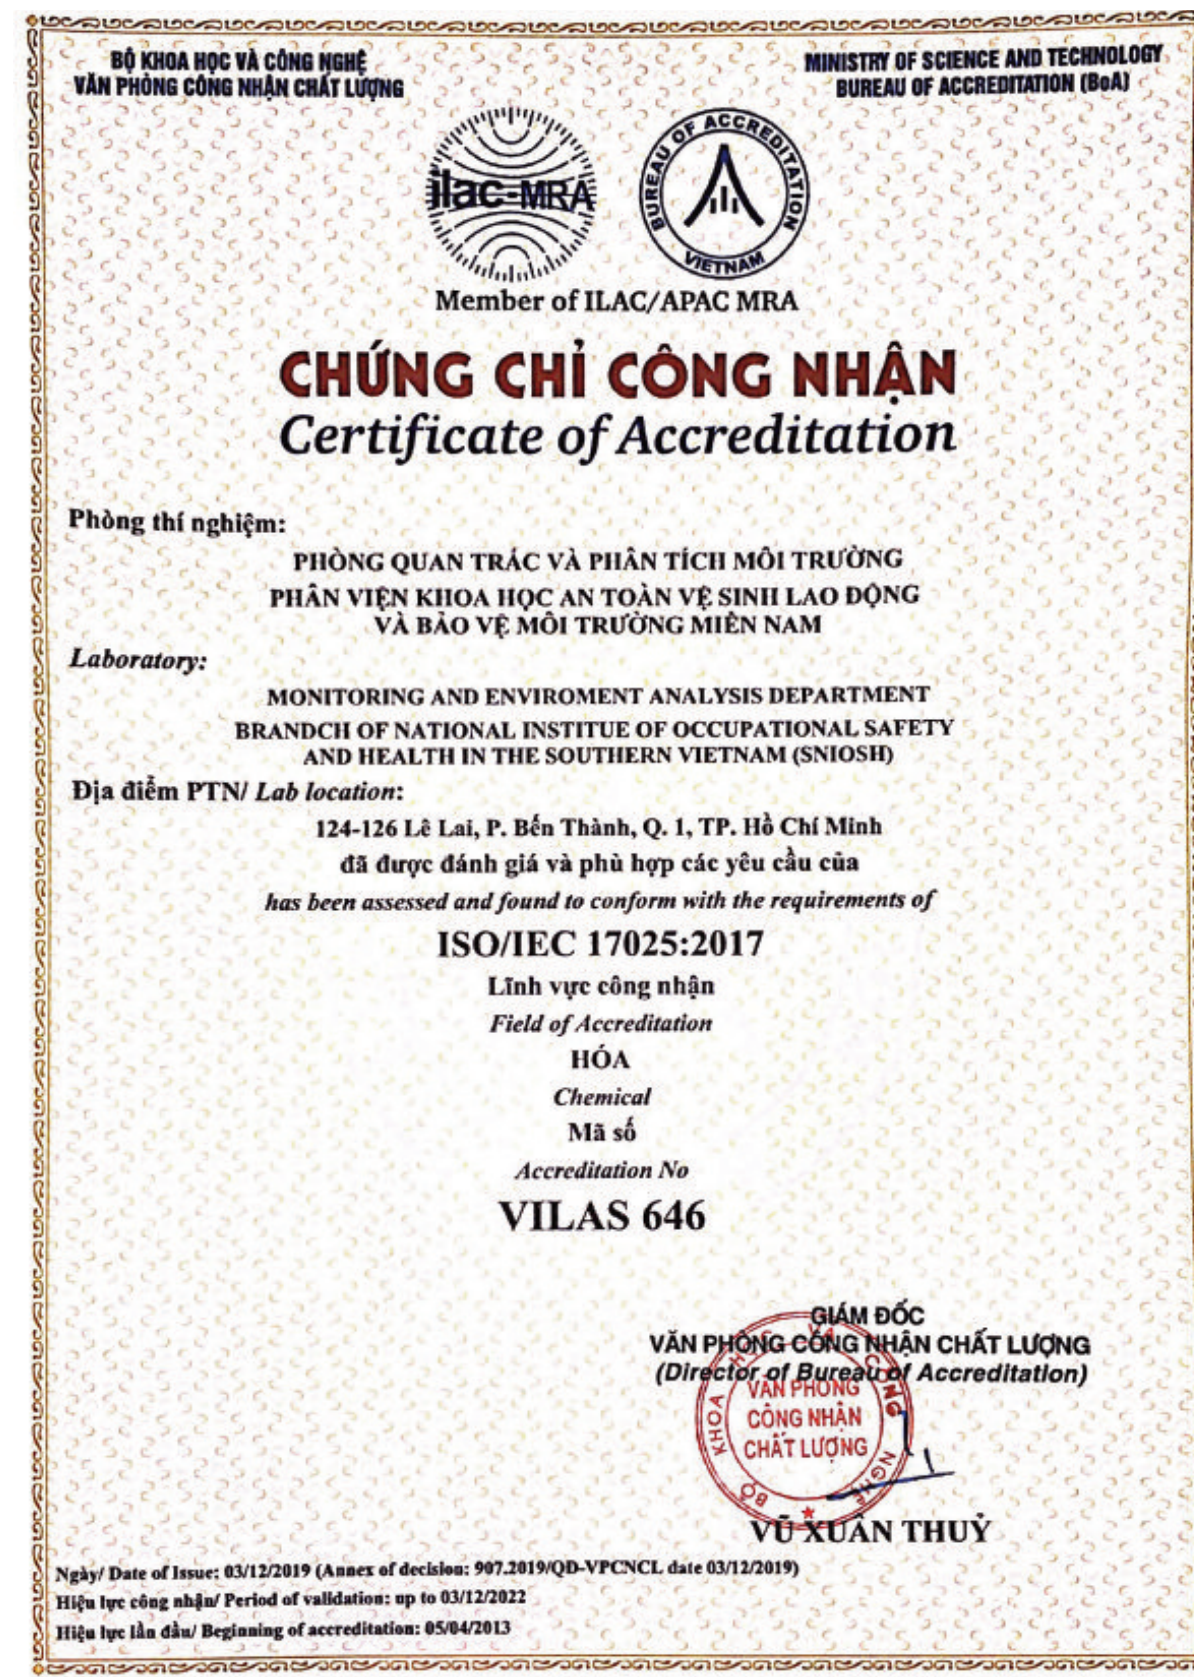 BỘ KHOA HỌC VÀ CÔNG NGHỆ
VĂN PHÒNG CÔNG NHẬN CHẤT LƯỢNG
MINISTRY OF SCIENCE AND TECHNOLOGY
BUREAU OF ACCREDITATION (BoA)
ilac-MRA
BUREAU OF ACCREDITATION
VIETNAM
Member of ILAC/APAC MRA
CHỨNG CHỈ CÔNG NHẬN
Certificate of Accreditation
Phòng thí nghiệm:
PHÒNG QUAN TRẮC VÀ PHÂN TÍCH MÔI TRƯỜNG
PHÂN VIỆN KHOA HỌC AN TOÀN VỆ SINH LAO ĐỘNG
VÀ BẢO VỆ MÔI TRƯỜNG MIỀN NAM
Laboratory:
MONITORING AND ENVIROMENT ANALYSIS DEPARTMENT
BRANDCH OF NATIONAL INSTITUE OF OCCUPATIONAL SAFETY
AND HEALTH IN THE SOUTHERN VIETNAM (SNIOSH)
Địa điểm PTN/ Lab location:
124-126 Lê Lai, P. Bến Thành, Q. 1, TP. Hồ Chí Minh
đã được đánh giá và phù hợp các yêu cầu của
has been assessed and found to conform with the requirements of
ISO/IEC 17025:2017
Lĩnh vực công nhận
Field of Accreditation
HÓA
Chemical
Mã số
Accreditation No
VILAS 646
GIÁM ĐỐC
VĂN PHÒNG CÔNG NHẬN CHẤT LƯỢNG
(Director of Bureau of Accreditation)
BỘ KHOA HỌC VÀ CÔNG NGHỆ
VĂN PHÒNG
CÔNG NHẬN
CHẤT LƯỢNG
VŨ XUÂN THUỶ
Ngày/ Date of Issue: 03/12/2019 (Annex of decision: 907.2019/QD-VPCNCL date 03/12/2019)
Hiệu lực công nhận/ Period of validation: up to 03/12/2022
Hiệu lực lần đầu/ Beginning of accreditation: 05/04/2013